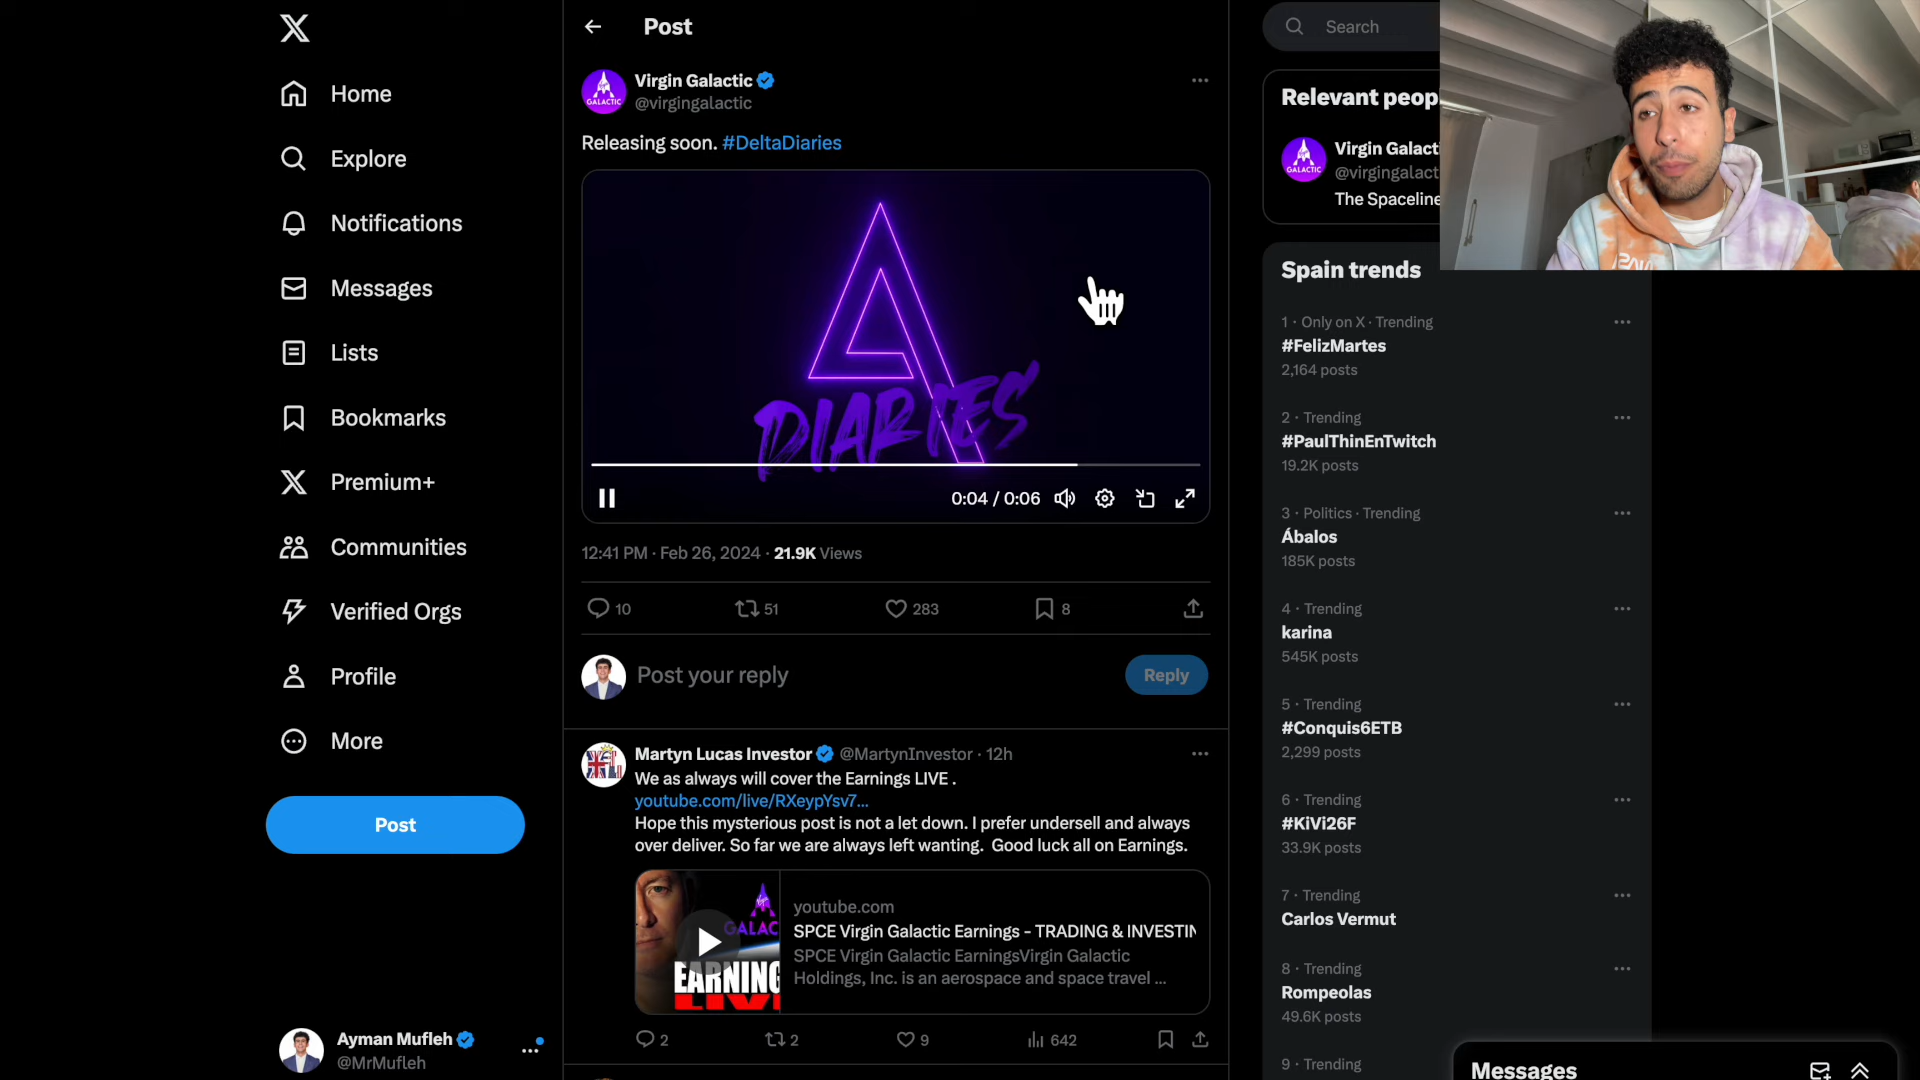 Home
Explore
Notifications
Messages
Lists
Bookmarks
Premium+
Communities
Verified Orgs
Profile
More
Post
Ayman Mufleh
@MrMufleh
Post
Virgin Galactic
@virgingalactic
Releasing soon. #DeltaDiaries
DIARIES
0:04 / 0:06
12:41 PM · Feb 26, 2024 · 21.9K Views
10
51
283
8
Post your reply
Reply
Martyn Lucas Investor @MartynInvestor · 12h
We as always will cover the Earnings LIVE .
youtube.com/live/RXeypYsv7...
Hope this mysterious post is not a let down. I prefer undersell and always
over deliver. So far we are always left wanting. Good luck all on Earnings.
GALAC
EARNING
LIV
youtube.com
SPCE Virgin Galactic Earnings - TRADING & INVESTIN
SPCE Virgin Galactic EarningsVirgin Galactic
Holdings, Inc. is an aerospace and space travel ...
2
2
9
642
Search
Relevant peop
GALACTIC
Virgin Galacti
@virgingalact
The Spaceline
Spain trends
1 · Only on X · Trending
#FelizMartes
2,164 posts
2 · Trending
#PaulThinEnTwitch
19.2K posts
3 · Politics · Trending
Ábalos
185K posts
4 · Trending
karina
545K posts
5 · Trending
#Conquis6ETB
2,299 posts
6 · Trending
#KiVi26F
33.9K posts
7 · Trending
Carlos Vermut
8 · Trending
Rompeolas
49.6K posts
9 · Trending
Messages